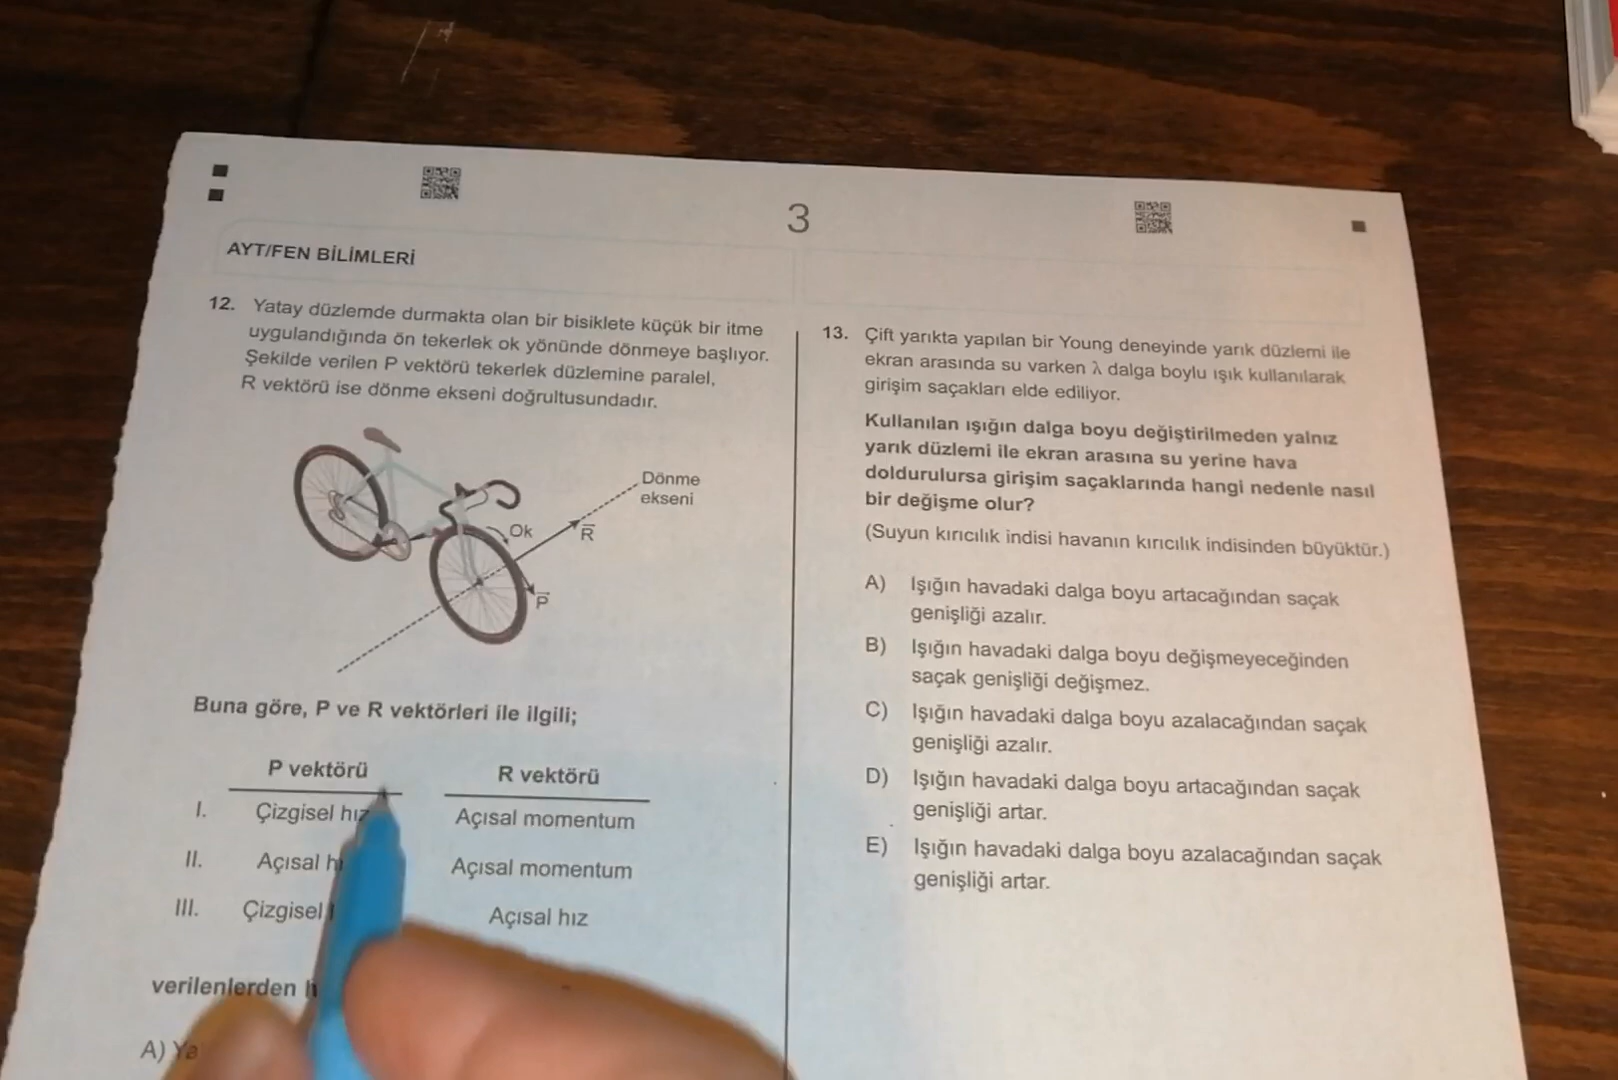 3
AYT/FEN BİLİMLERİ
12. Yatay düzlemde durmakta olan bir bisiklete küçük bir itme
uygulandığında ön tekerlek ok yönünde dönmeye başlıyor.
Şekilde verilen P vektörü tekerlek düzlemine paralel,
R vektörü ise dönme ekseni doğrultusundadır.
Dönme
ekseni
Ok
R
P
Buna göre, P ve R vektörleri ile ilgili;
P vektörü R vektörü
I. Çizgisel hız Açısal momentum
II. Açısal Açısal momentum
III. Çizgisel Açısal hız
verilenlerden
A)
13. Çift yarıkta yapılan bir Young deneyinde yarık düzlemi ile
ekran arasında su varken λ dalga boylu ışık kullanılarak
girişim saçakları elde ediliyor.
Kullanılan ışığın dalga boyu değiştirilmeden yalnız
yarık düzlemi ile ekran arasına su yerine hava
doldurulursa girişim saçaklarında hangi nedenle nasıl
bir değişme olur?
(Suyun kırıcılık indisi havanın kırıcılık indisinden büyüktür.)
A) Işığın havadaki dalga boyu artacağından saçak
genişliği azalır.
B) Işığın havadaki dalga boyu değişmeyeceğinden
saçak genişliği değişmez.
C) Işığın havadaki dalga boyu azalacağından saçak
genişliği azalır.
D) Işığın havadaki dalga boyu artacağından saçak
genişliği artar.
E) Işığın havadaki dalga boyu azalacağından saçak
genişliği artar.